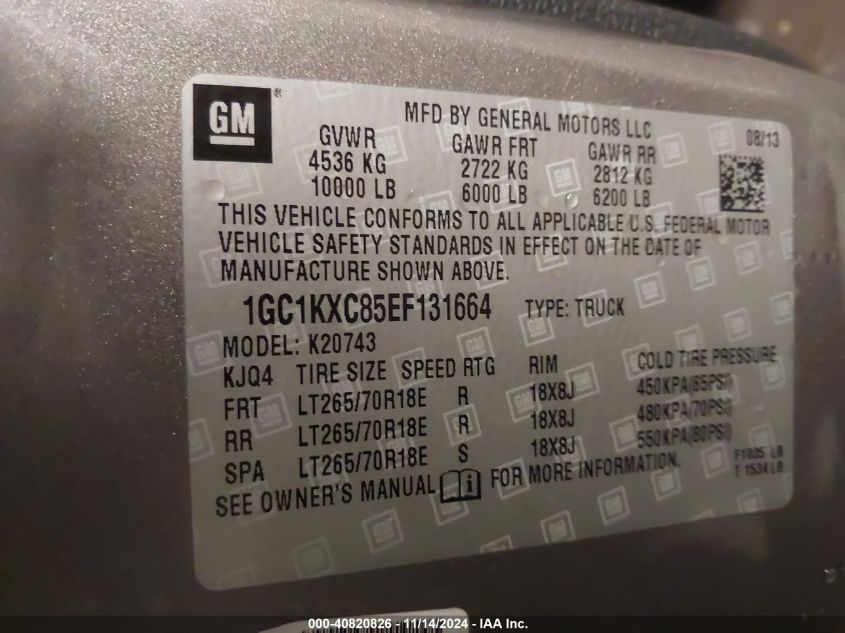 GM®
MFD BY GENERAL MOTORS LLC
08/13
GVWR GAWR FRT GAWR RR
4536 KG 2722 KG 2812 KG
10000 LB 6000 LB 6200 LB
THIS VEHICLE CONFORMS TO ALL APPLICABLE U.S. FEDERAL MOTOR
VEHICLE SAFETY STANDARDS IN EFFECT ON THE DATE OF
MANUFACTURE SHOWN ABOVE.
1GC1KXC85EF131664 TYPE: TRUCK
MODEL: K20743
KJQ4 TIRE SIZE SPEED RTG RIM COLD TIRE PRESSURE
FRT LT265/70R18E R 18X8J 450KPA(65PSI)
RR LT265/70R18E R 18X8J 480KPA(70PSI)
SPA LT265/70R18E S 18X8J 550KPA(80PSI)
SEE OWNER'S MANUAL i FOR MORE INFORMATION.
F1005 LB
T 1534 LB
000-40820826 - 11/14/2024 - IAA Inc.